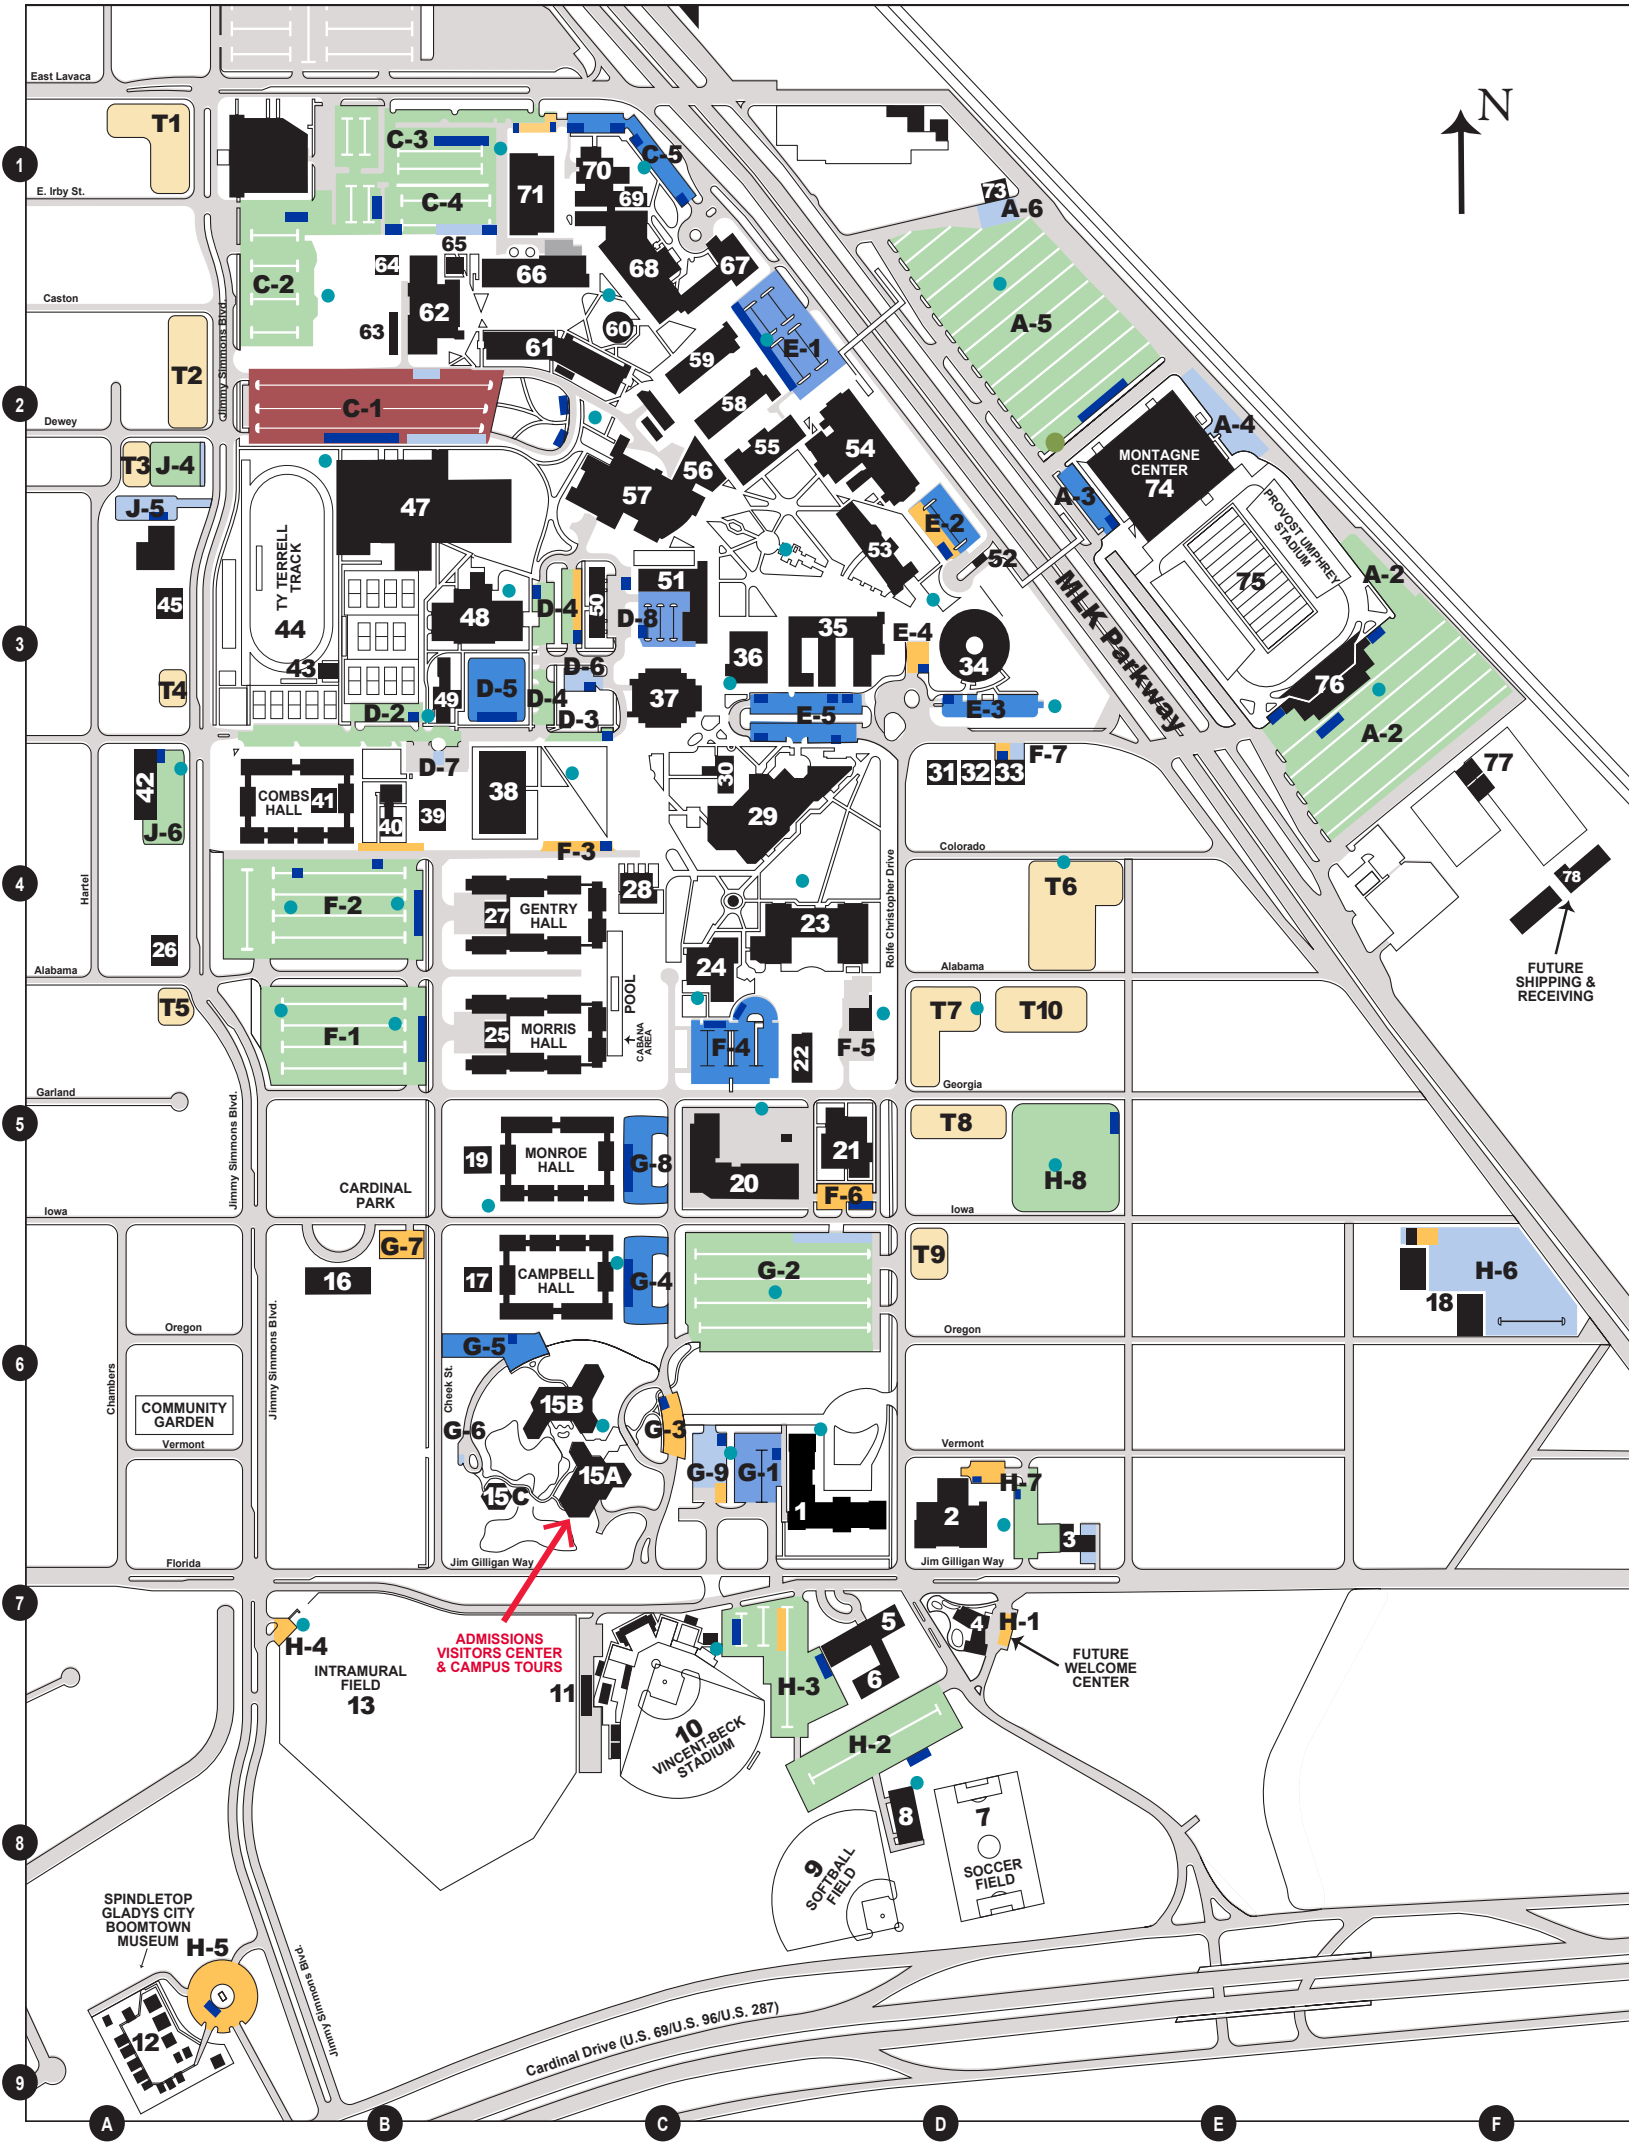 East Lavaca
N
T1
C-3
C-5
1
70
71
69
73
E. Irby St.
C-4
A-6
65
64
66
68
67
C-2
Caston
62
60
A-5
63
61
59
E-1
T2
Jimmy Simmons Blvd.
2
C-1
58
Dewey
A-4
55
54
T3
J-4
56
MONTAGNE
CENTER
74
57
47
A-3
J-5
PROVOST UMPHREY
STADIUM
E-2
TY TERRELL
TRACK
53
52
51
MLK Parkway
75
A-2
45
50
D-4
48
D-8
44
35
E-4
3
36
34
43
D-6
T4
49
D-5
D-4
37
76
D-2
D-3
E-5
E-3
A-2
F-7
D-7
30
31
32
33
77
42
COMBS
HALL
41
38
39
40
29
J-6
Colorado
F-3
Rolfe Christopher Drive
4
Hartel
28
T6
78
F-2
27
GENTRY
HALL
23
26
24
Alabama
Alabama
FUTURE
SHIPPING &
RECEIVING
POOL
T5
T7
T10
25
MORRIS
HALL
F-1
CABANA
AREA
F-4
22
F-5
Garland
Georgia
Jimmy Simmons Blvd.
5
T8
19
MONROE
HALL
G-8
21
20
H-8
CARDINAL
PARK
F-6
Iowa
Iowa
G-7
T9
16
17
CAMPBELL
HALL
G-4
G-2
H-6
18
Oregon
Oregon
Jimmy Simmons Blvd.
G-5
6
Chambers
Cheek St.
COMMUNITY
GARDEN
15B
G-6
G-3
Vermont
Vermont
15A
G-9
G-1
H-7
15C
1
2
3
Florida
Jim Gilligan Way
Jim Gilligan Way
7
H-4
5
4
H-1
ADMISSIONS
VISITORS CENTER
& CAMPUS TOURS
FUTURE
WELCOME
CENTER
INTRAMURAL
FIELD
13
11
6
H-3
10
VINCENT-BECK
STADIUM
H-2
8
7
8
9
SOFTBALL
FIELD
SOCCER
FIELD
SPINDLETOP
GLADYS CITY
BOOMTOWN
MUSEUM
H-5
Jimmy Simmons Blvd.
12
Cardinal Drive (U.S. 69/U.S. 96/U.S. 287)
9
A
B
C
D
E
F